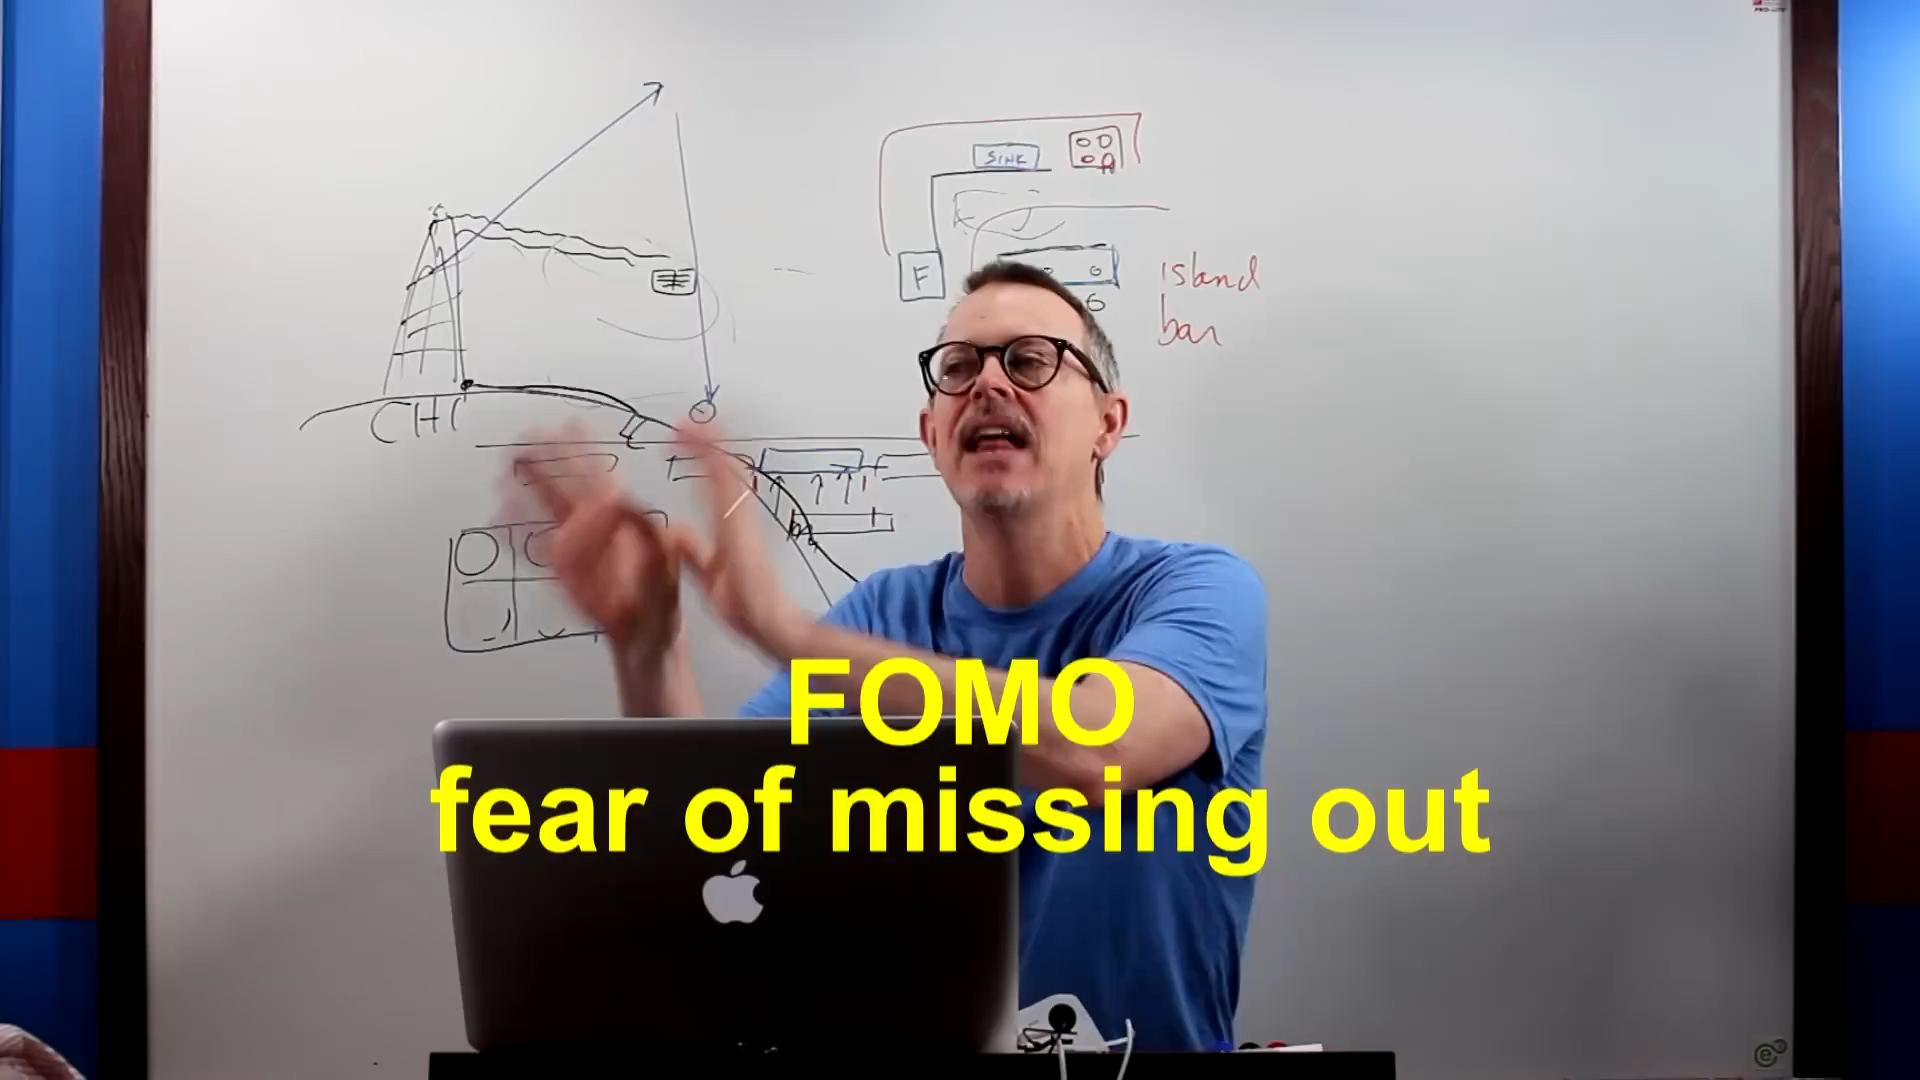 SINK
F
island
bar
CHI
FOMO
fear of missing out